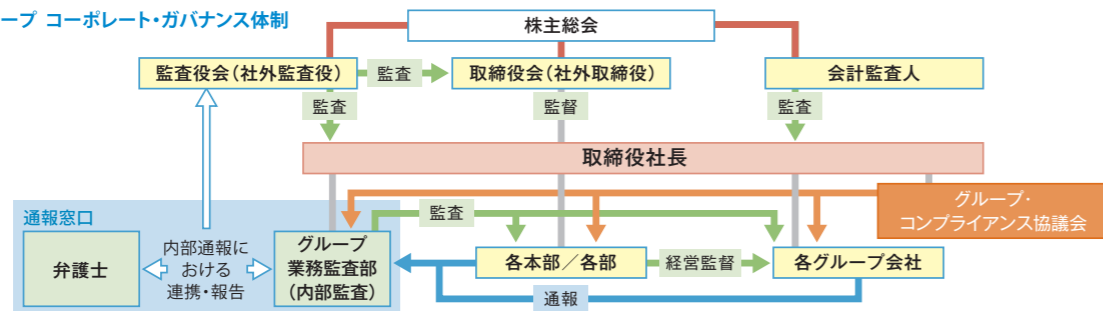 ープ コーポレート・ガバナンス体制
株主総会
監査役会(社外監査役)
監査
取締役会(社外取締役)
会計監査人
監査
監督
監査
取締役社長
グループ・
コンプライアンス協議会
通報窓口
監査
弁護士
内部通報に
おける
連携・報告
グループ
業務監査部
(内部監査)
各本部/各部
経営監督
各グループ会社
通報